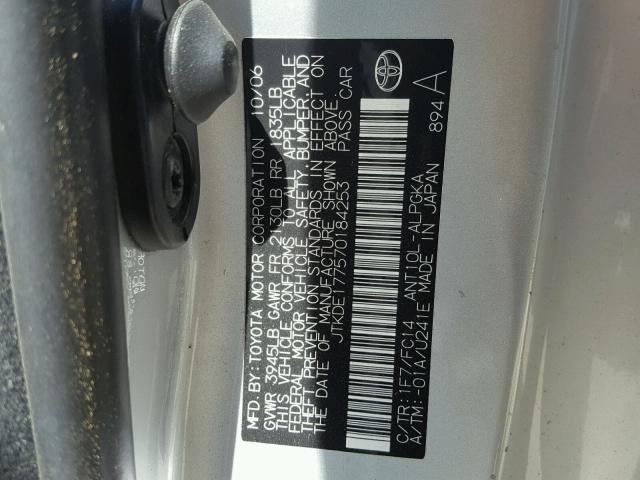 MFD.BY:TOYOTA MOTOR CORPORATION 10/06
GVWR 3945LB GAWR FR 2150LB RR 1835LB
THIS VEHICLE CONFORMS TO ALL APPLICABLE
FEDERAL MOTOR VEHICLE SAFETY, BUMPER, AND
THEFT PREVENTION STANDARDS IN EFFECT ON
THE DATE OF MANUFACTURE SHOWN ABOVE.
JTKDE177570184253 PASS CAR
C/TR:1F7/FC14 ANT10L-ALPGKA
A/TM:-01A/U241E MADE IN JAPAN 894 A